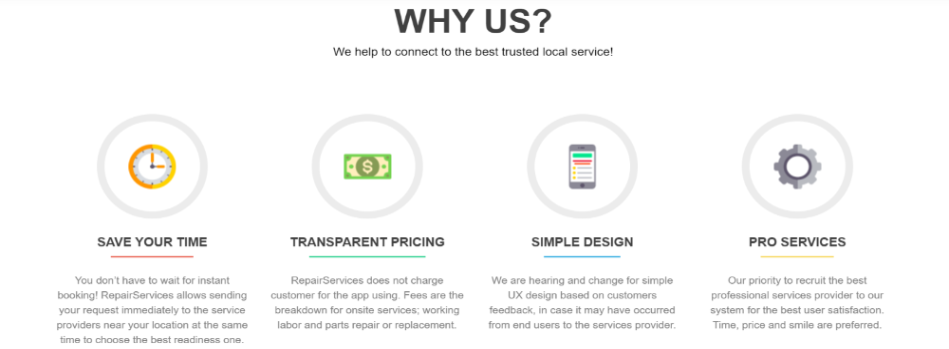 WHY US?
We help to connect to the best trusted local service!
SAVE YOUR TIME
You don't have to wait for instant
booking! RepairServices allows sending
your request immediately to the service
providers near your location at the same
time to choose the best readiness one.
TRANSPARENT PRICING
RepairServices does not charge
customer for the app using. Fees are the
breakdown for onsite services; working
labor and parts repair or replacement.
SIMPLE DESIGN
We are hearing and change for simple
UX design based on customers
feedback, in case it may have occurred
from end users to the services provider.
PRO SERVICES
Our priority to recruit the best
professional services provider to our
system for the best user satisfaction.
Time, price and smile are preferred.